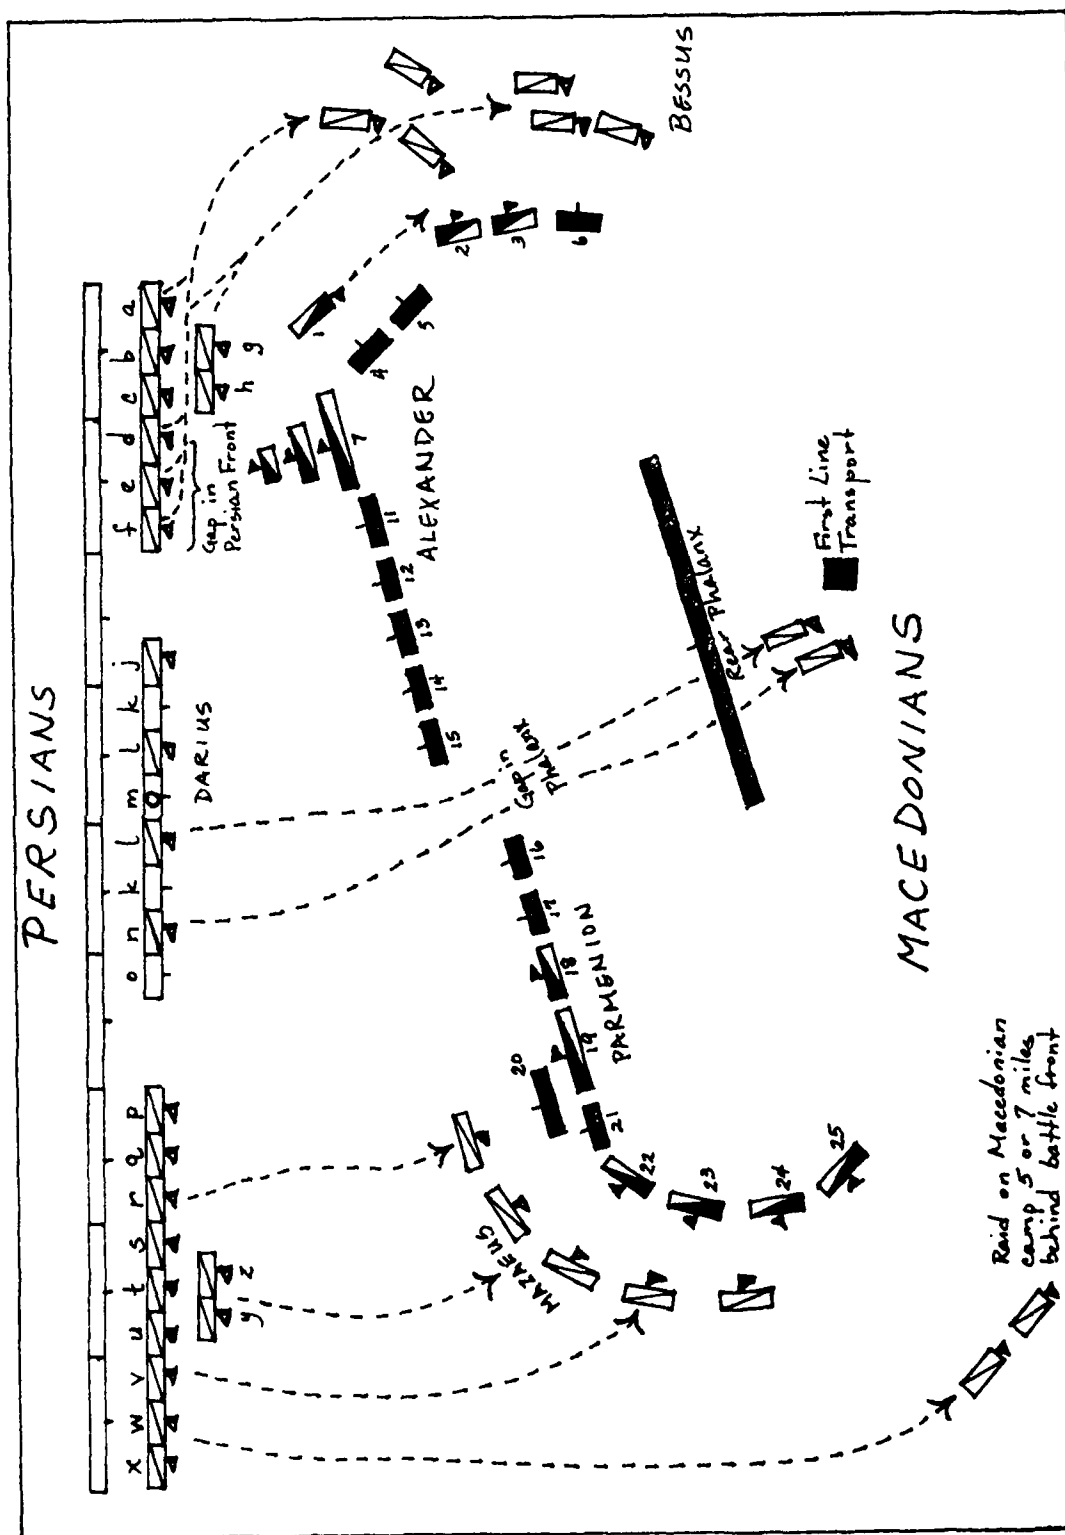 PERSIANS
x w v u t s r q p
o n k l m l k j
f e d c b a
y z
h g
DARIUS
Gap in
Persian Front
1
2
3
6
4
5
7
11
12
13
14
15
ALEXANDER
BESSUS
Gap in
Phalanx
16
17
18
19
20
21
22
23
24
25
PARMENION
MAZAEUS
Rear Phalanx
First Line
Transport
MACEDONIANS
Raid on Macedonian
camp 5 or 7 miles
behind battle front